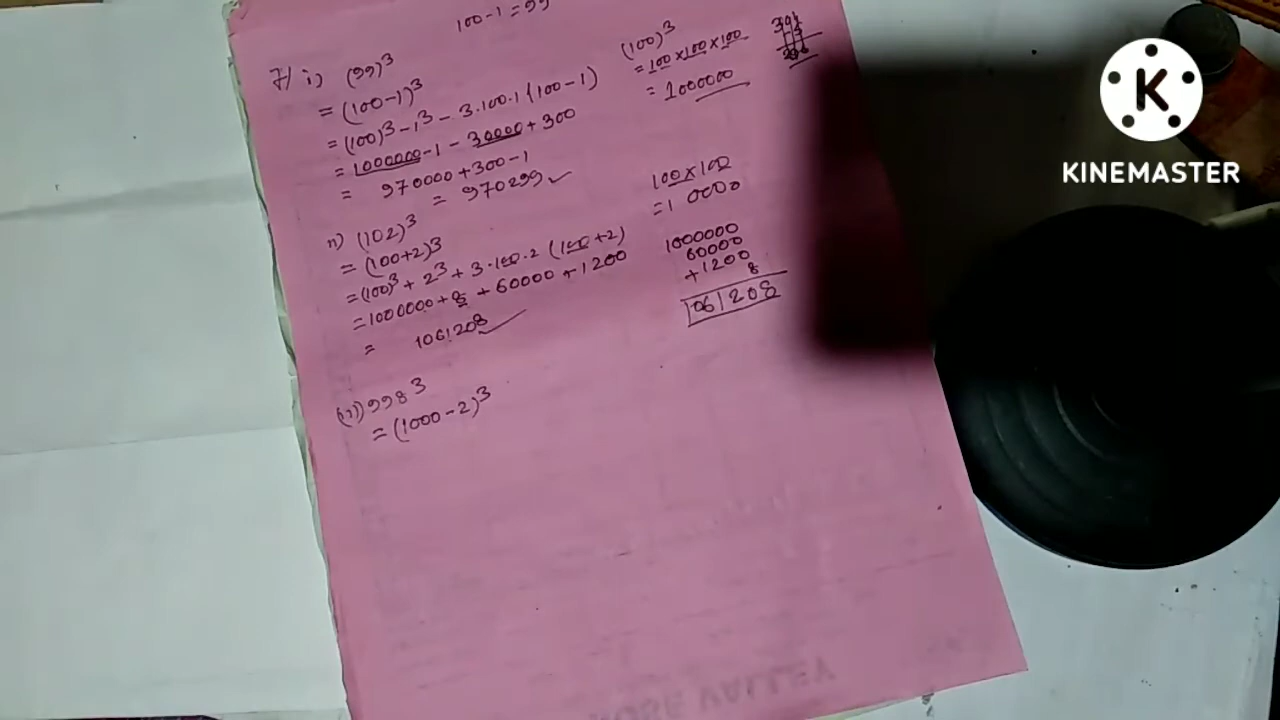 100-1=99
7/ i) (99)³
= (100-1)³
= (100)³-1³ - 3.100.1(100-1)
= 1000000-1 - 30000+300
= 970000+300-1
= 970299
ii) (102)³
= (100+2)³
= (100)³ + 2³ + 3.100.2 (100+2)
= 1000000+8 + 60000 + 1200
= 1061208
(iii) 998³
= (1000-2)³
(100)³
= 100×100×100
= 1000000
100×100
= 10000
1000000
60000
+1200
8
1061208
KINEMASTER
ROSE VALLEY